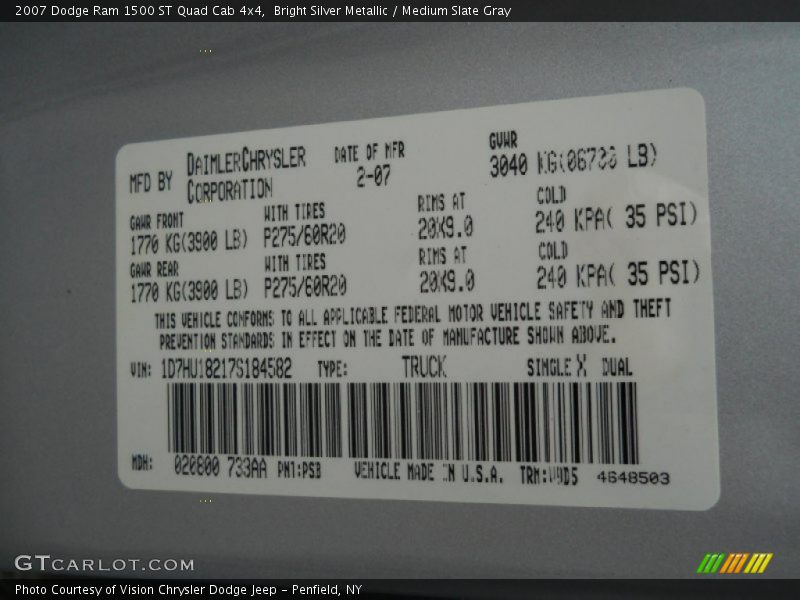 2007 Dodge Ram 1500 ST Quad Cab 4x4, Bright Silver Metallic / Medium Slate Gray
MFD BY DAIMLERCHRYSLER CORPORATION
DATE OF MFR 2-07
GVWR 3040 KG( LB)
GAWR FRONT WITH TIRES RIMS AT COLD
1770 KG(3900 LB) P275/60R20 20X9.0 240 KPA( 35 PSI)
GAWR REAR WITH TIRES RIMS AT COLD
1770 KG(3900 LB) P275/60R20 20X9.0 240 KPA( 35 PSI)
THIS VEHICLE CONFORMS TO ALL APPLICABLE FEDERAL MOTOR VEHICLE SAFETY AND THEFT
PREVENTION STANDARDS IN EFFECT ON THE DATE OF MANUFACTURE SHOWN ABOVE.
VIN: 1D7HU18217S184582 TYPE: TRUCK SINGLE X DUAL
MDH: 020800 733AA PNT:PSB VEHICLE MADE IN U.S.A. 4648503
GTCARLOT.COM
Photo Courtesy of Vision Chrysler Dodge Jeep - Penfield, NY